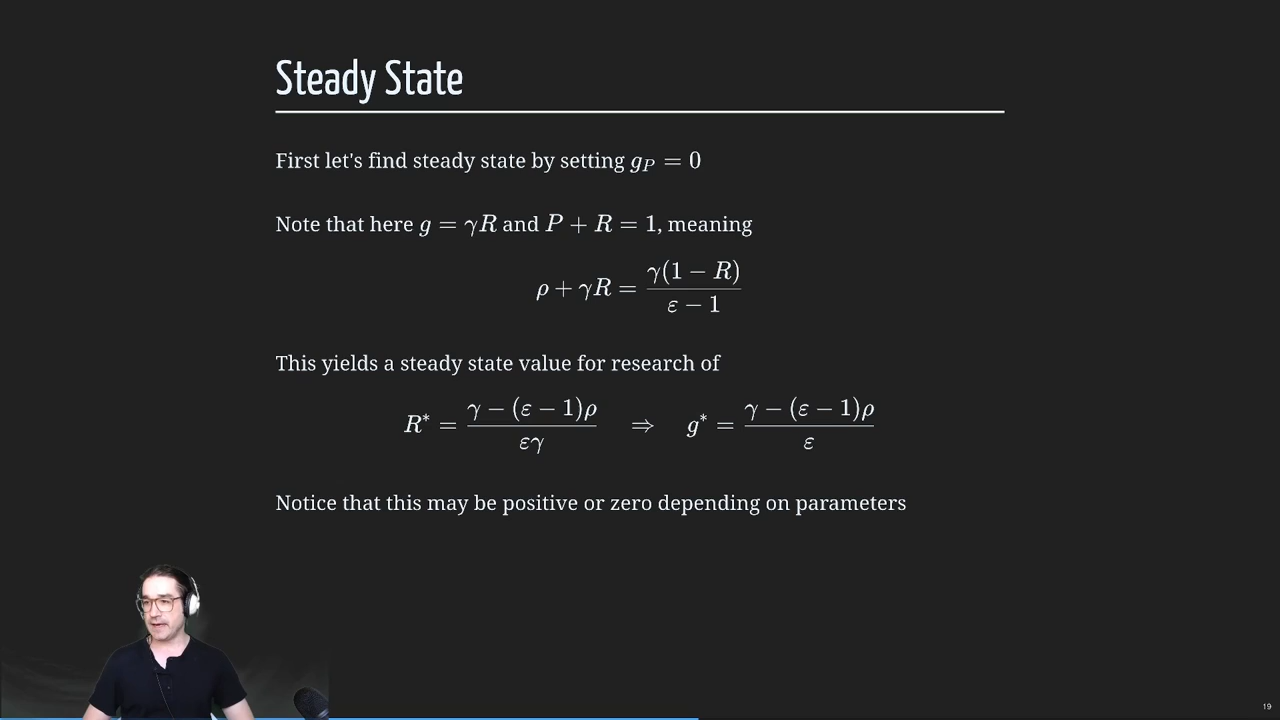 Steady State
First let's find steady state by setting g_P = 0
Note that here g = γR and P + R = 1, meaning
ρ + γR = γ(1 − R) / (ε − 1)
This yields a steady state value for research of
R* = (γ − (ε − 1)ρ) / (εγ) ⇒ g* = (γ − (ε − 1)ρ) / ε
Notice that this may be positive or zero depending on parameters
19